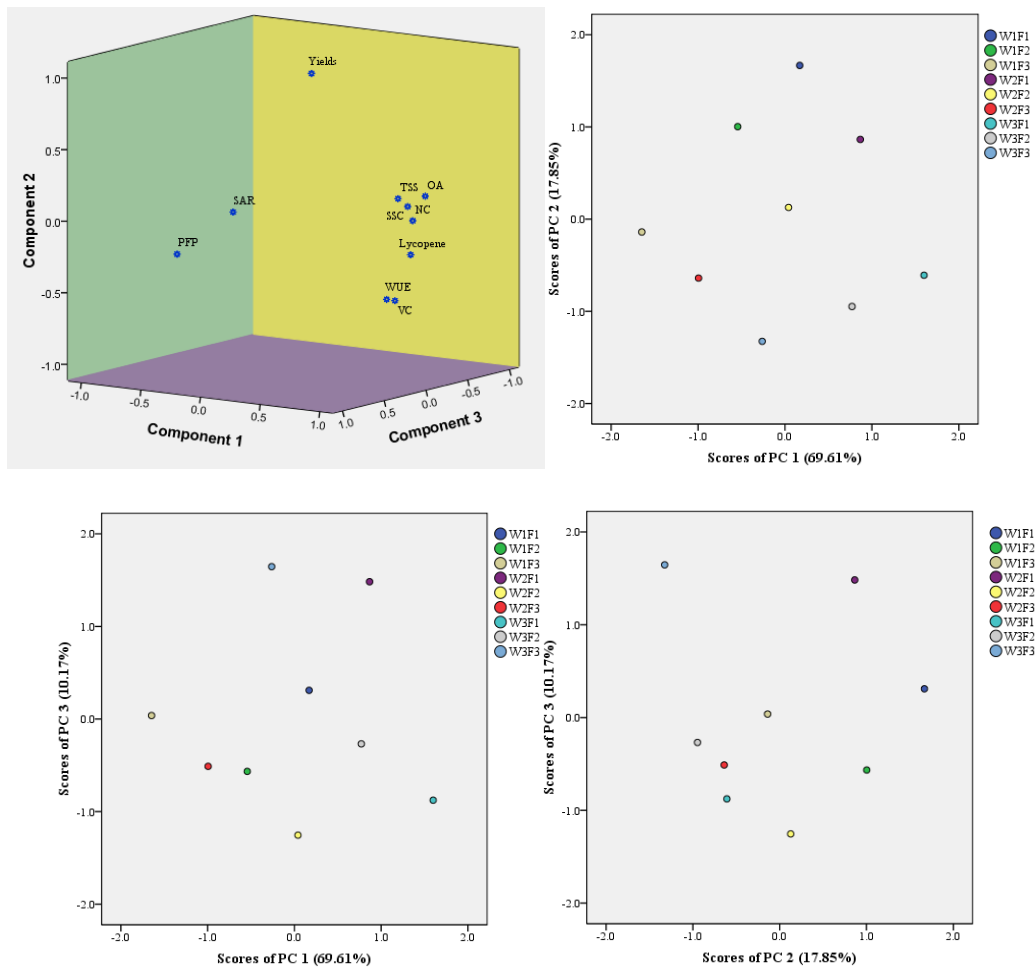 Yields
TSS
OA
SSC
NC
SAR
PFP
Lycopene
WUE
VC
Component 2
1.0
0.5
0.0
-0.5
-1.0
Component 1
-1.0
-0.5
0.0
0.5
1.0
Component 3
1.0
0.5
0.0
-0.5
-1.0
Scores of PC 2 (17.85%)
2.0
1.0
0.0
-1.0
-2.0
-2.0
-1.0
0.0
1.0
2.0
Scores of PC 1 (69.61%)
W1F1
W1F2
W1F3
W2F1
W2F2
W2F3
W3F1
W3F2
W3F3
Scores of PC 3 (10.17%)
2.0
1.0
0.0
-1.0
-2.0
-2.0
-1.0
0.0
1.0
2.0
Scores of PC 1 (69.61%)
W1F1
W1F2
W1F3
W2F1
W2F2
W2F3
W3F1
W3F2
W3F3
Scores of PC 3 (10.17%)
2.0
1.0
0.0
-1.0
-2.0
-2.0
-1.0
0.0
1.0
2.0
Scores of PC 2 (17.85%)
W1F1
W1F2
W1F3
W2F1
W2F2
W2F3
W3F1
W3F2
W3F3